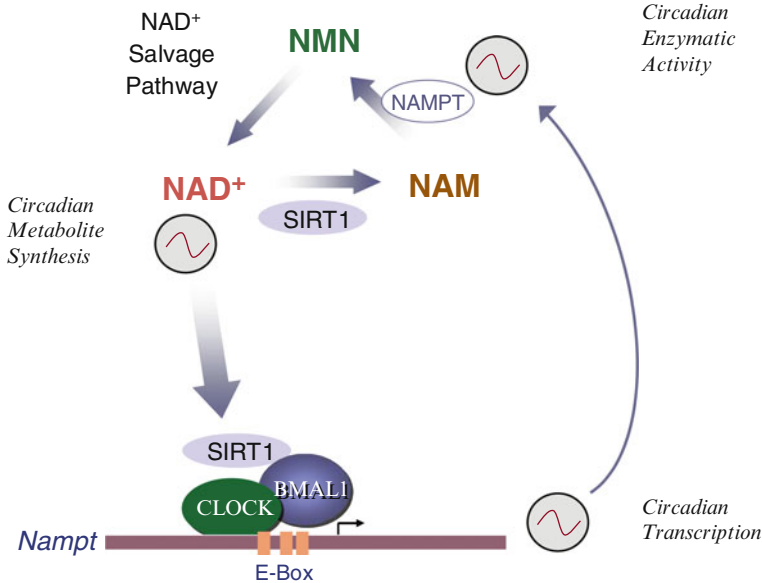 NAD+
Salvage
Pathway
NMN
Circadian
Enzymatic
Activity
NAMPT
NAD+
NAM
SIRT1
Circadian
Metabolite
Synthesis
SIRT1
BMAL1
CLOCK
Nampt
E-Box
Circadian
Transcription